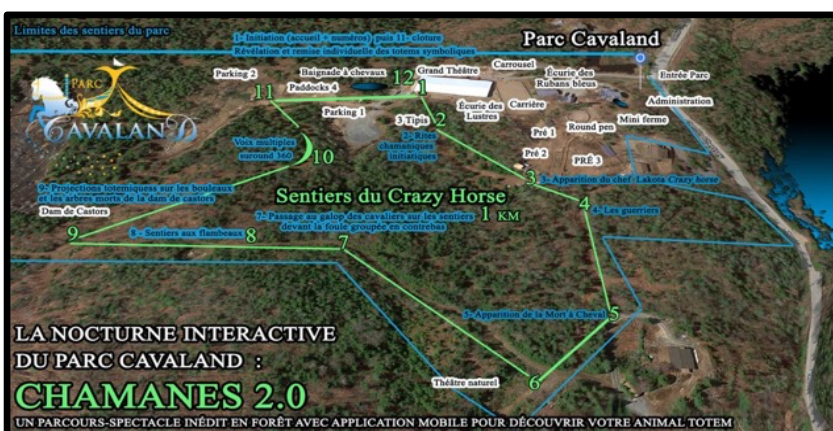 Limites des sentiers du parc
1- Initiation (accueil + numéros) puis 11- cloture
Révélation et remise individuelle des totems symboliques
Parc Cavaland
PARC
CAVALAND
Parking 2
Baignade à chevaux
Paddocks 4
12
Grand Théâtre
Carrousel
Écurie des
Rubans bleus
Entrée Parc
Administration
11
1
Parking 1
Écurie des
Lustres
Carrière
Mini ferme
3 Tipis
2
2- Rites
chamaniques
initiatiques
Pré 1
Round pen
Pré 2
PRÉ 3
Voix multiples
suround 360
10
3
3- Apparition du chef Lakota Crazy horse
9- Projections totemiques sur les bouleaux
et les arbres morts de la dam de castors
Sentiers du Crazy Horse
1 KM
4
4- Les guerriers
Dam de Castors
7- Passage au galop des cavaliers sur les sentiers
devant la foule groupée en contrebas
9
8 - Sentiers aux flambeaux
8
7
5- Apparition de la Mort à Cheval
5
Théâtre naturel
6
LA NOCTURNE INTERACTIVE
DU PARC CAVALAND :
CHAMANES 2.0
UN PARCOURS-SPECTACLE INÉDIT EN FORÊT AVEC APPLICATION MOBILE POUR DÉCOUVRIR VOTRE ANIMAL TOTEM